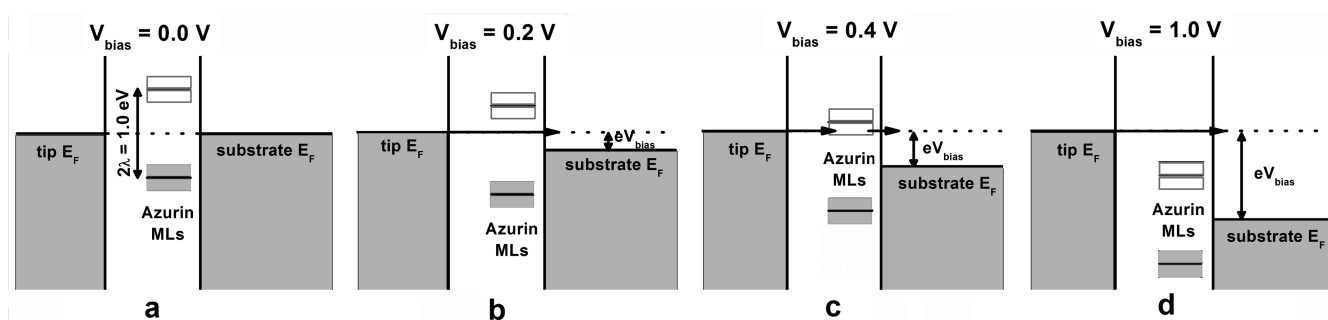 V_bias = 0.0 V
2λ = 1.0 eV
tip E_F
substrate E_F
Azurin
MLs
a
V_bias = 0.2 V
eV_bias
tip E_F
substrate E_F
Azurin
MLs
b
V_bias = 0.4 V
tip E_F
eV_bias
Azurin
MLs
substrate E_F
c
V_bias = 1.0 V
tip E_F
eV_bias
Azurin
MLs
substrate E_F
d